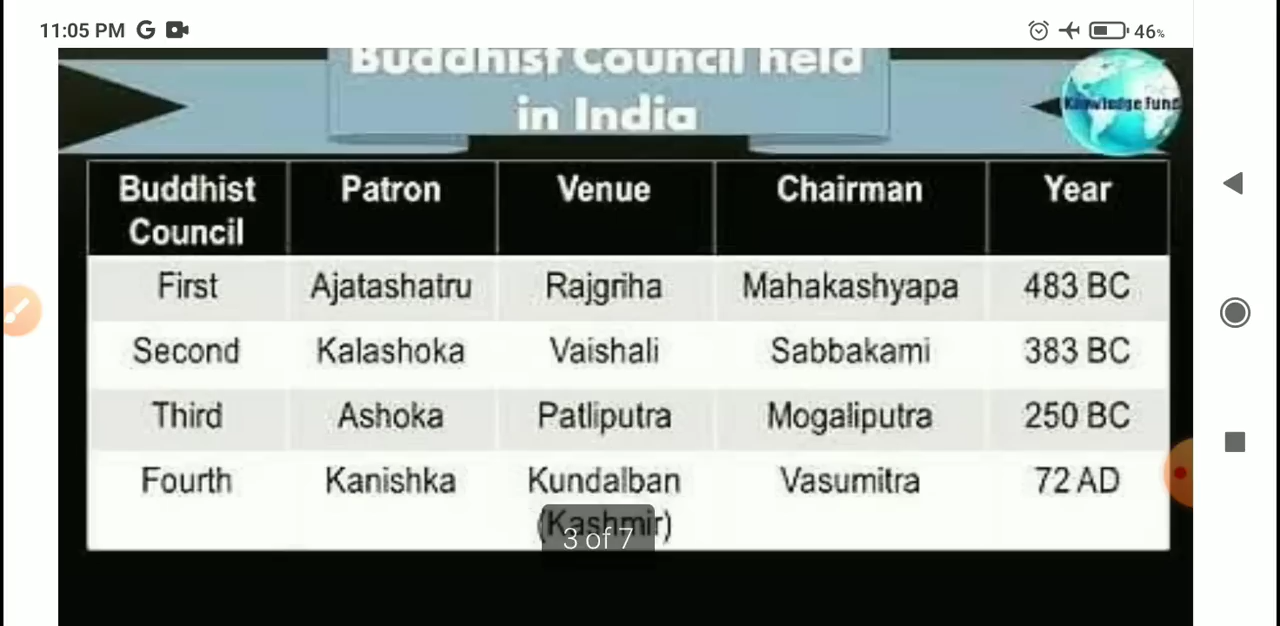 11:05 PM
46%
Buddhist Council held
in India
Knowledge Fund
Buddhist Council Patron Venue Chairman Year
First Ajatashatru Rajgriha Mahakashyapa 483 BC
Second Kalashoka Vaishali Sabbakami 383 BC
Third Ashoka Patliputra Mogaliputra 250 BC
Fourth Kanishka Kundalban (Kashmir) Vasumitra 72 AD
3 of 7